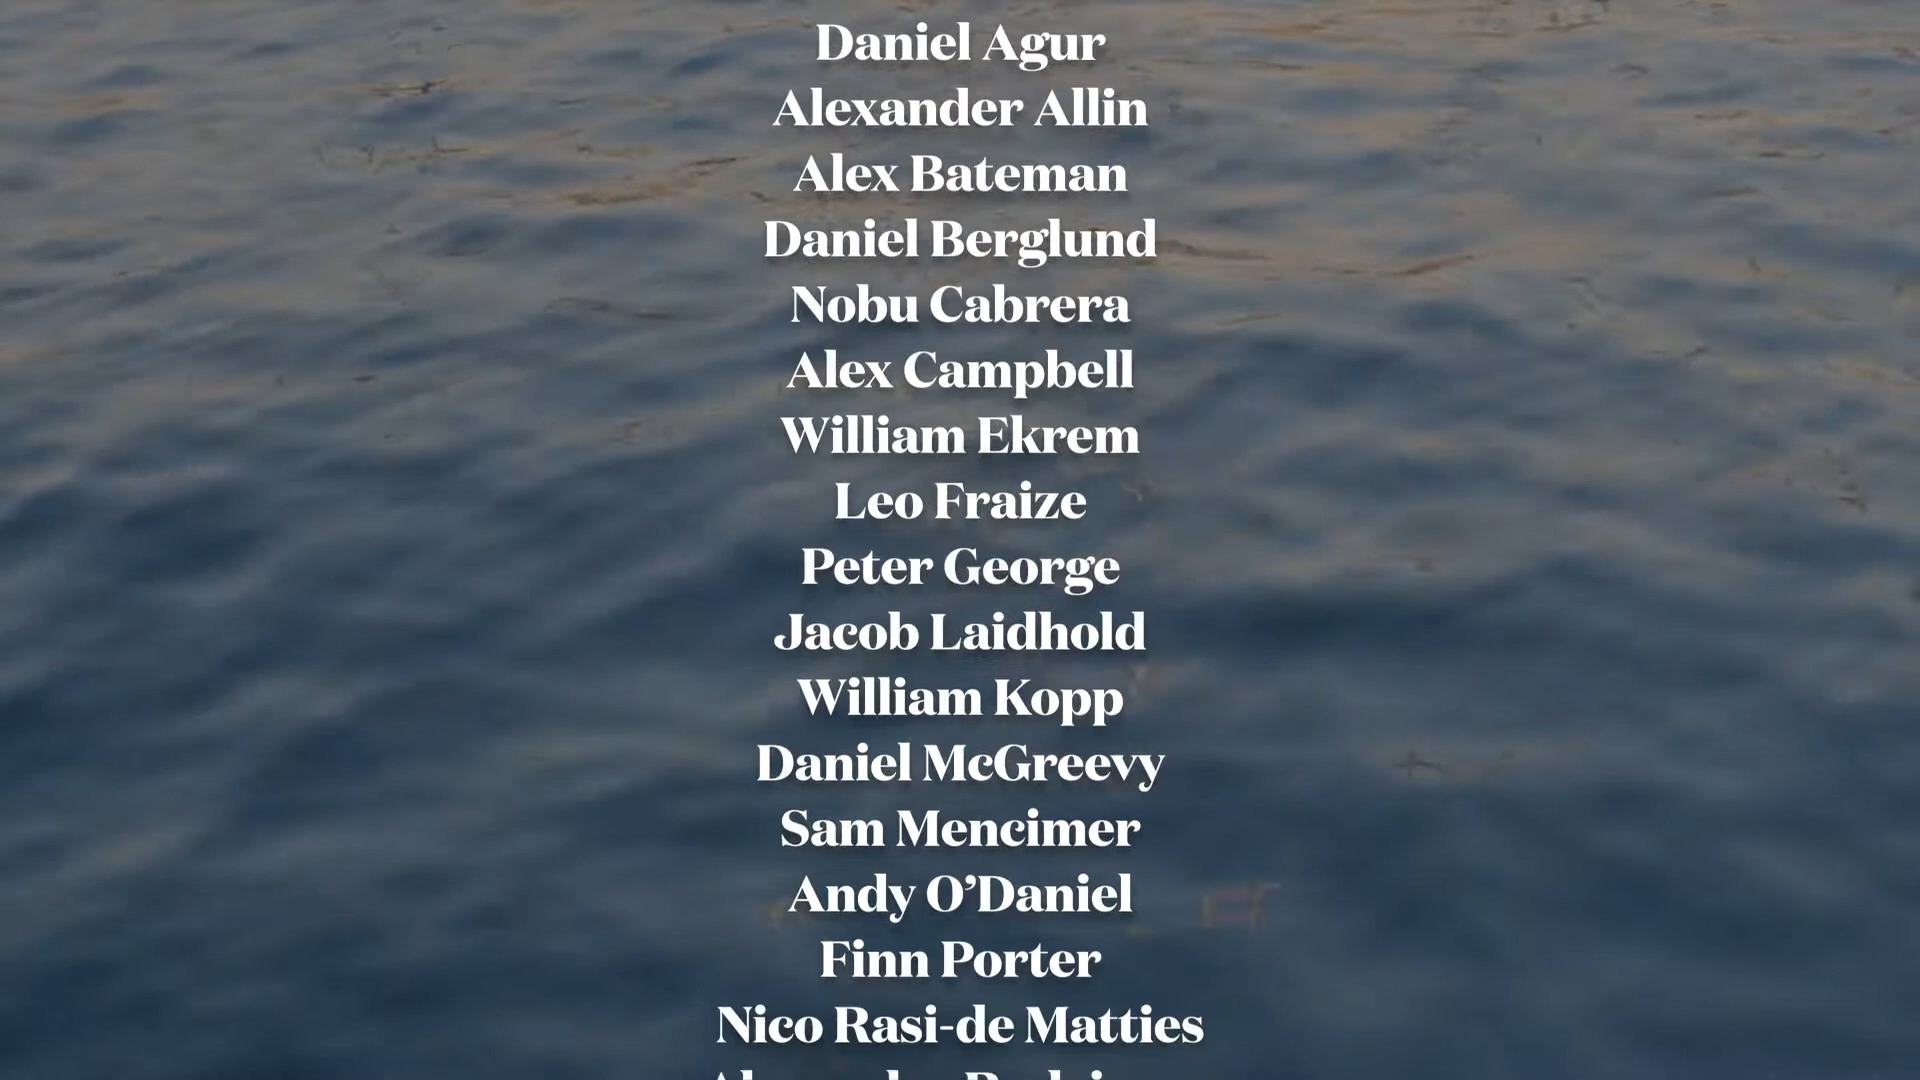 Daniel Agur
Alexander Allin
Alex Bateman
Daniel Berglund
Nobu Cabrera
Alex Campbell
William Ekrem
Leo Fraize
Peter George
Jacob Laidhold
William Kopp
Daniel McGreevy
Sam Mencimer
Andy O’Daniel
Finn Porter
Nico Rasi-de Matties